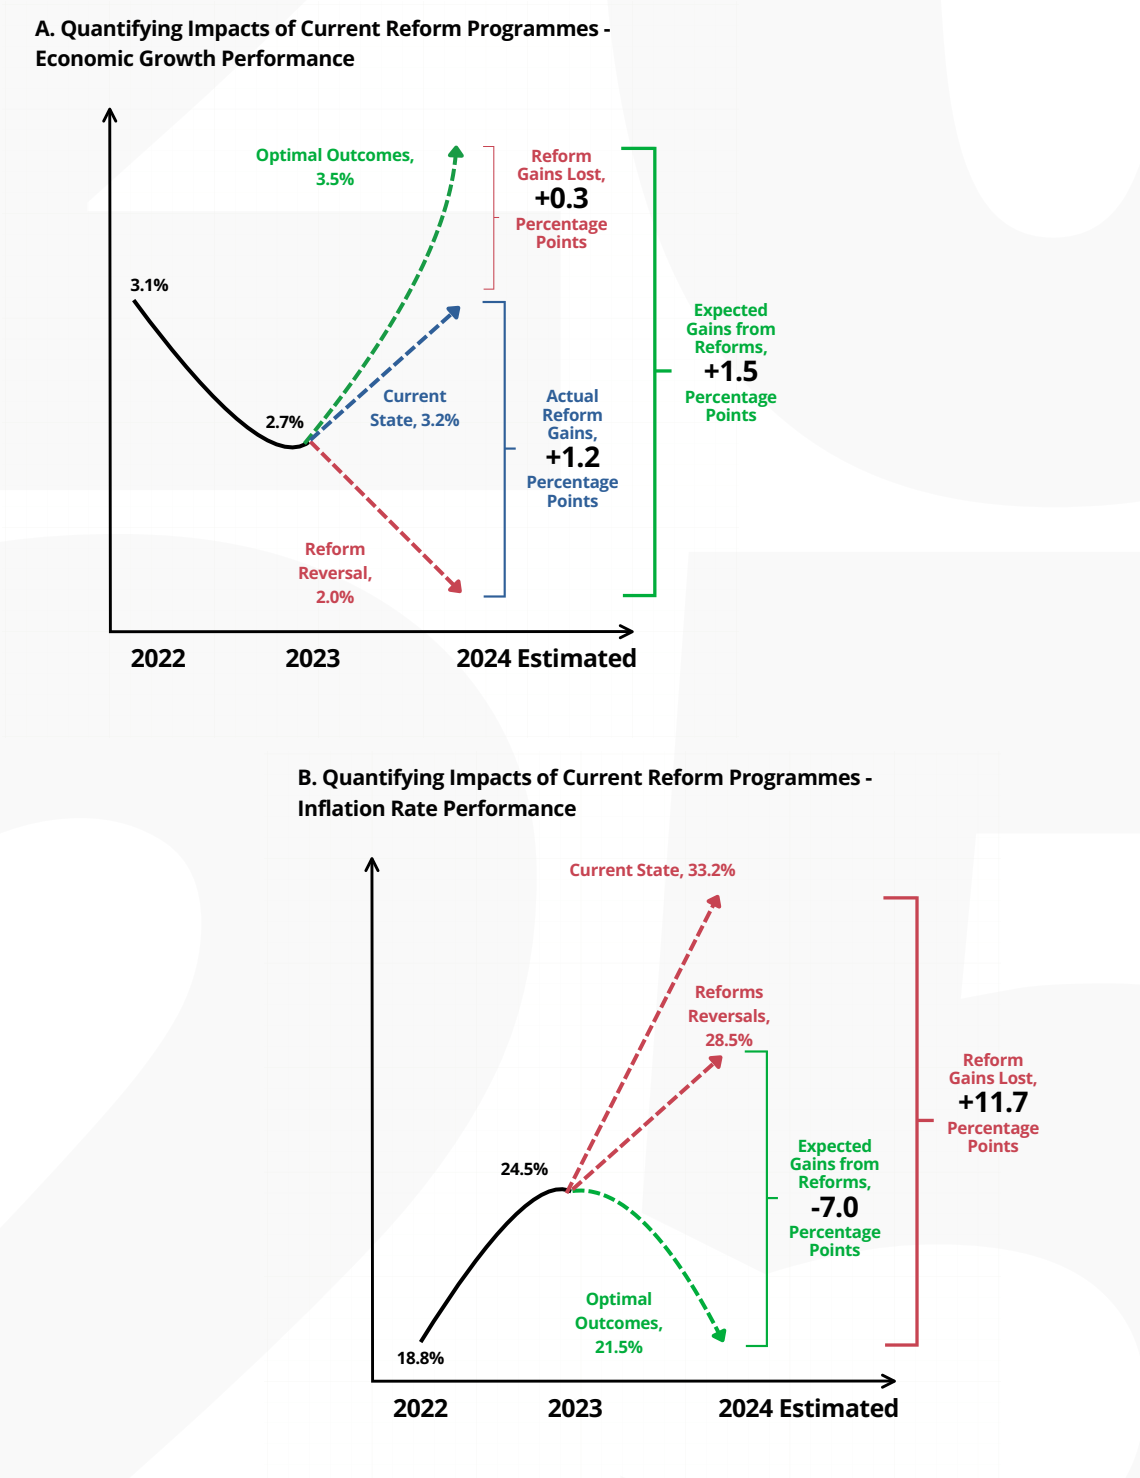 A. Quantifying Impacts of Current Reform Programmes -
Economic Growth Performance
Optimal Outcomes,
3.5%
Reform
Gains Lost,
+0.3
Percentage
Points
3.1%
Expected
Gains from
Reforms,
+1.5
Percentage
Points
2.7%
Current
State, 3.2%
Actual
Reform
Gains,
+1.2
Percentage
Points
Reform
Reversal,
2.0%
2022
2023
2024 Estimated
B. Quantifying Impacts of Current Reform Programmes -
Inflation Rate Performance
Current State, 33.2%
Reforms
Reversals,
28.5%
Reform
Gains Lost,
+11.7
Percentage
Points
24.5%
Expected
Gains from
Reforms,
-7.0
Percentage
Points
Optimal
Outcomes,
21.5%
18.8%
2022
2023
2024 Estimated